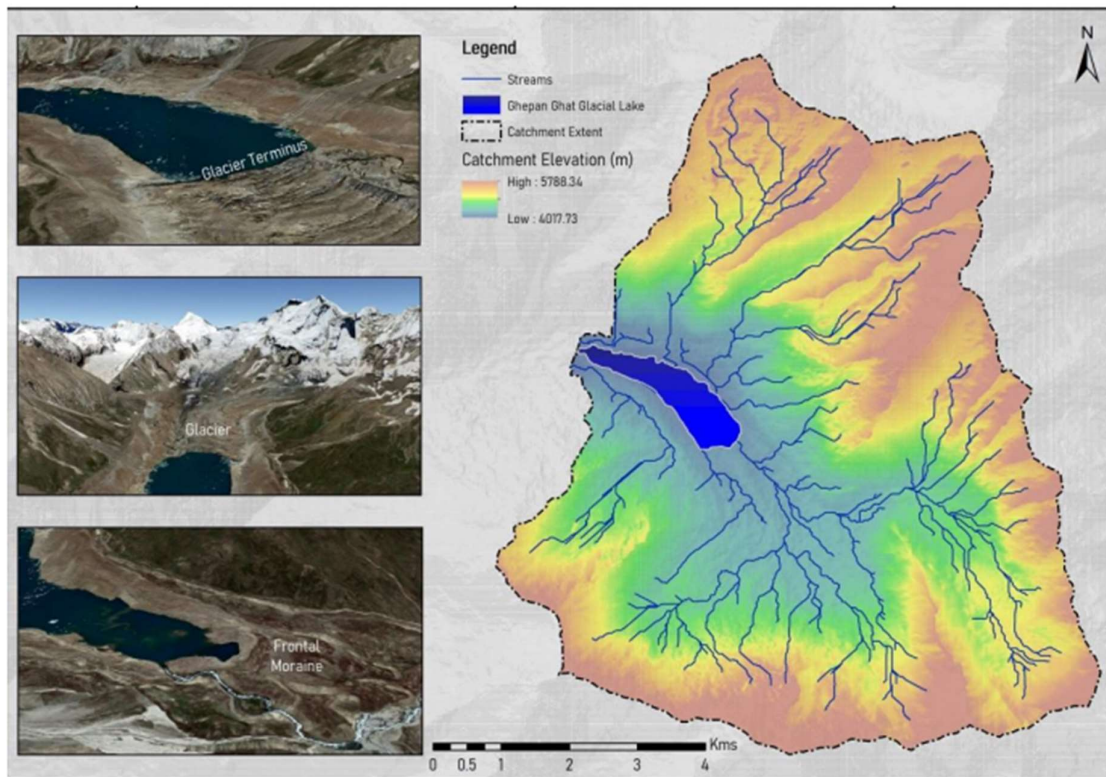 Glacier Terminus
Glacier
Frontal
Moraine
Legend
Streams
Ghepan Ghat Glacial Lake
Catchment Extent
Catchment Elevation (m)
High : 5788.34
Low : 4017.73
N
Kms
0 0.5 1 2 3 4